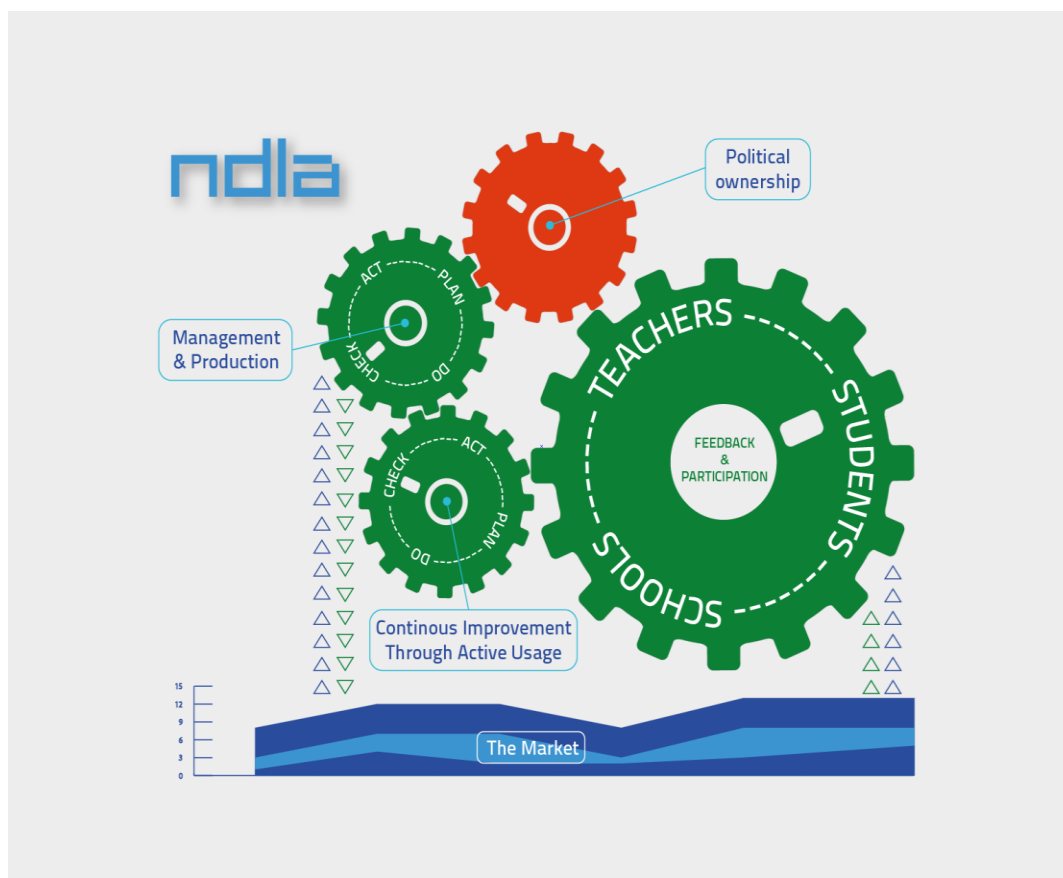 ndla
Political
ownership
ACT
PLAN
DO
CHECK
Management
& Production
TEACHERS
STUDENTS
SCHOOLS
FEEDBACK
&
PARTICIPATION
CHECK
ACT
PLAN
DO
Continous Improvement
Through Active Usage
15
12
9
6
3
0
The Market